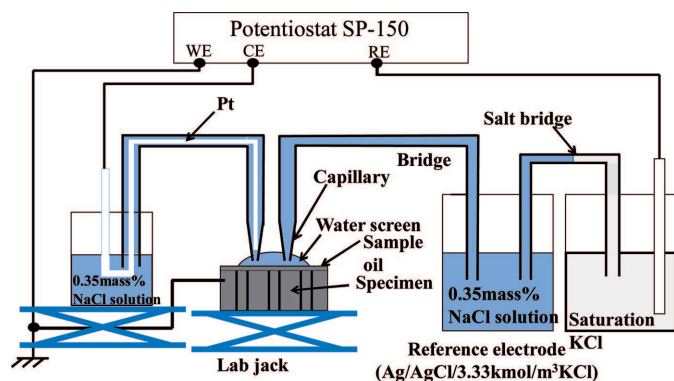 Potentiostat SP-150
WE
CE
RE
Pt
Salt bridge
Bridge
Capillary
Water screen
Sample
oil
Specimen
0.35mass%
NaCl solution
0.35mass%
NaCl solution
Saturation
KCl
Lab jack
Reference electrode
(Ag/AgCl/3.33kmol/m³KCl)